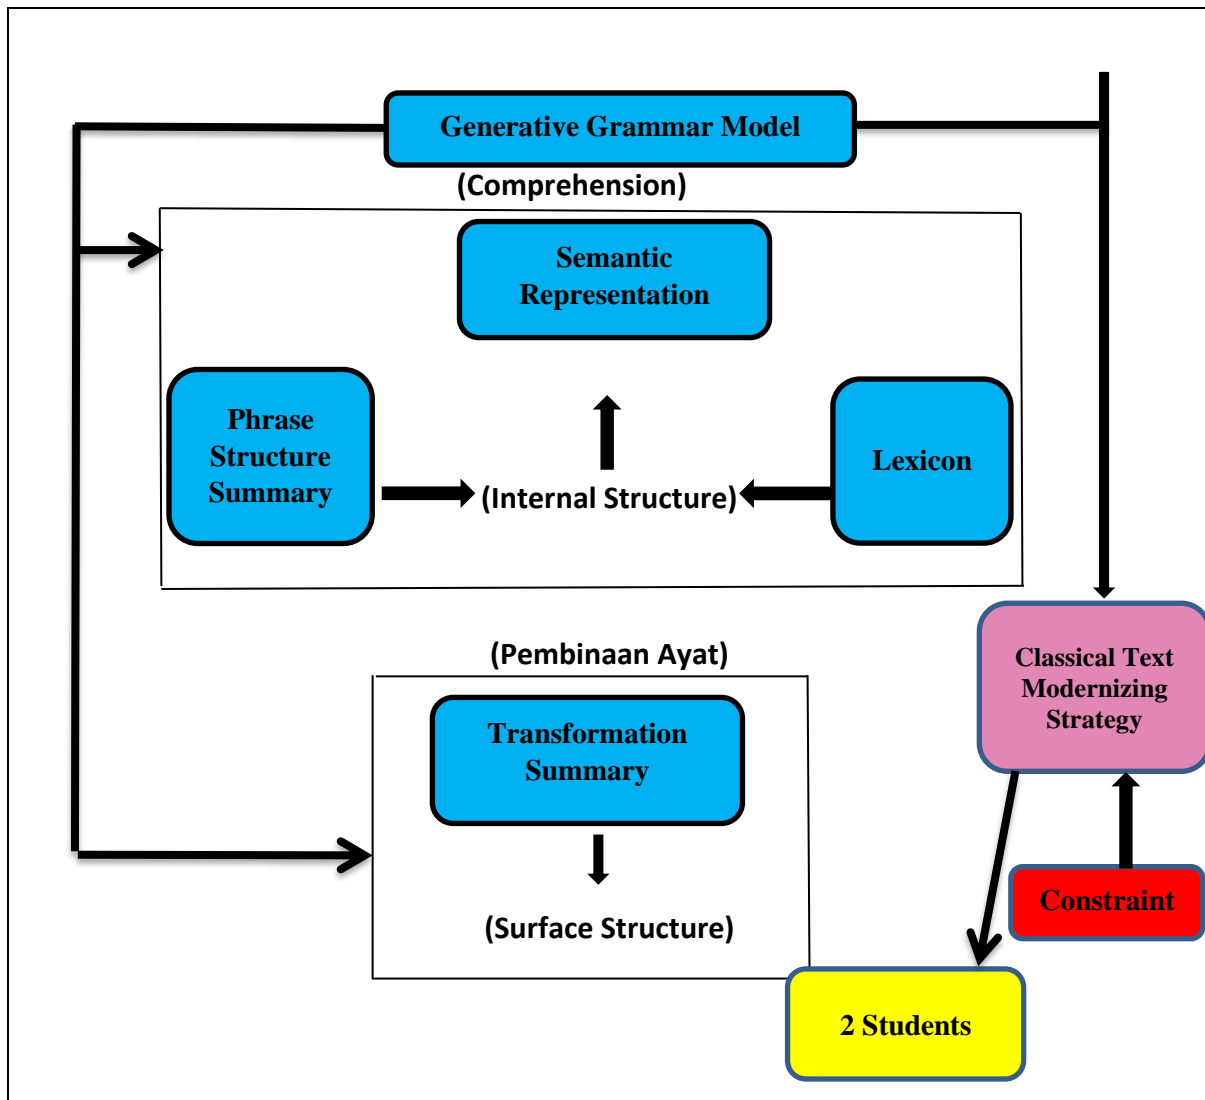 Generative Grammar Model
(Comprehension)
Semantic
Representation
Phrase
Structure
Summary
(Internal Structure)
Lexicon
(Pembinaan Ayat)
Transformation
Summary
(Surface Structure)
Classical Text
Modernizing
Strategy
Constraint
2 Students